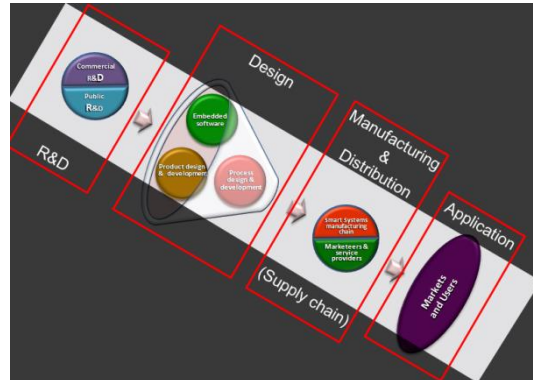 Commercial
R&D
Public
R&D
R&D
Design
Embedded
software
Product design
& development
Process
design &
development
Manufacturing
&
Distribution
Smart Systems
manufacturing
chain
Marketeers &
service
providers
(Supply chain)
Application
Markets
and Users